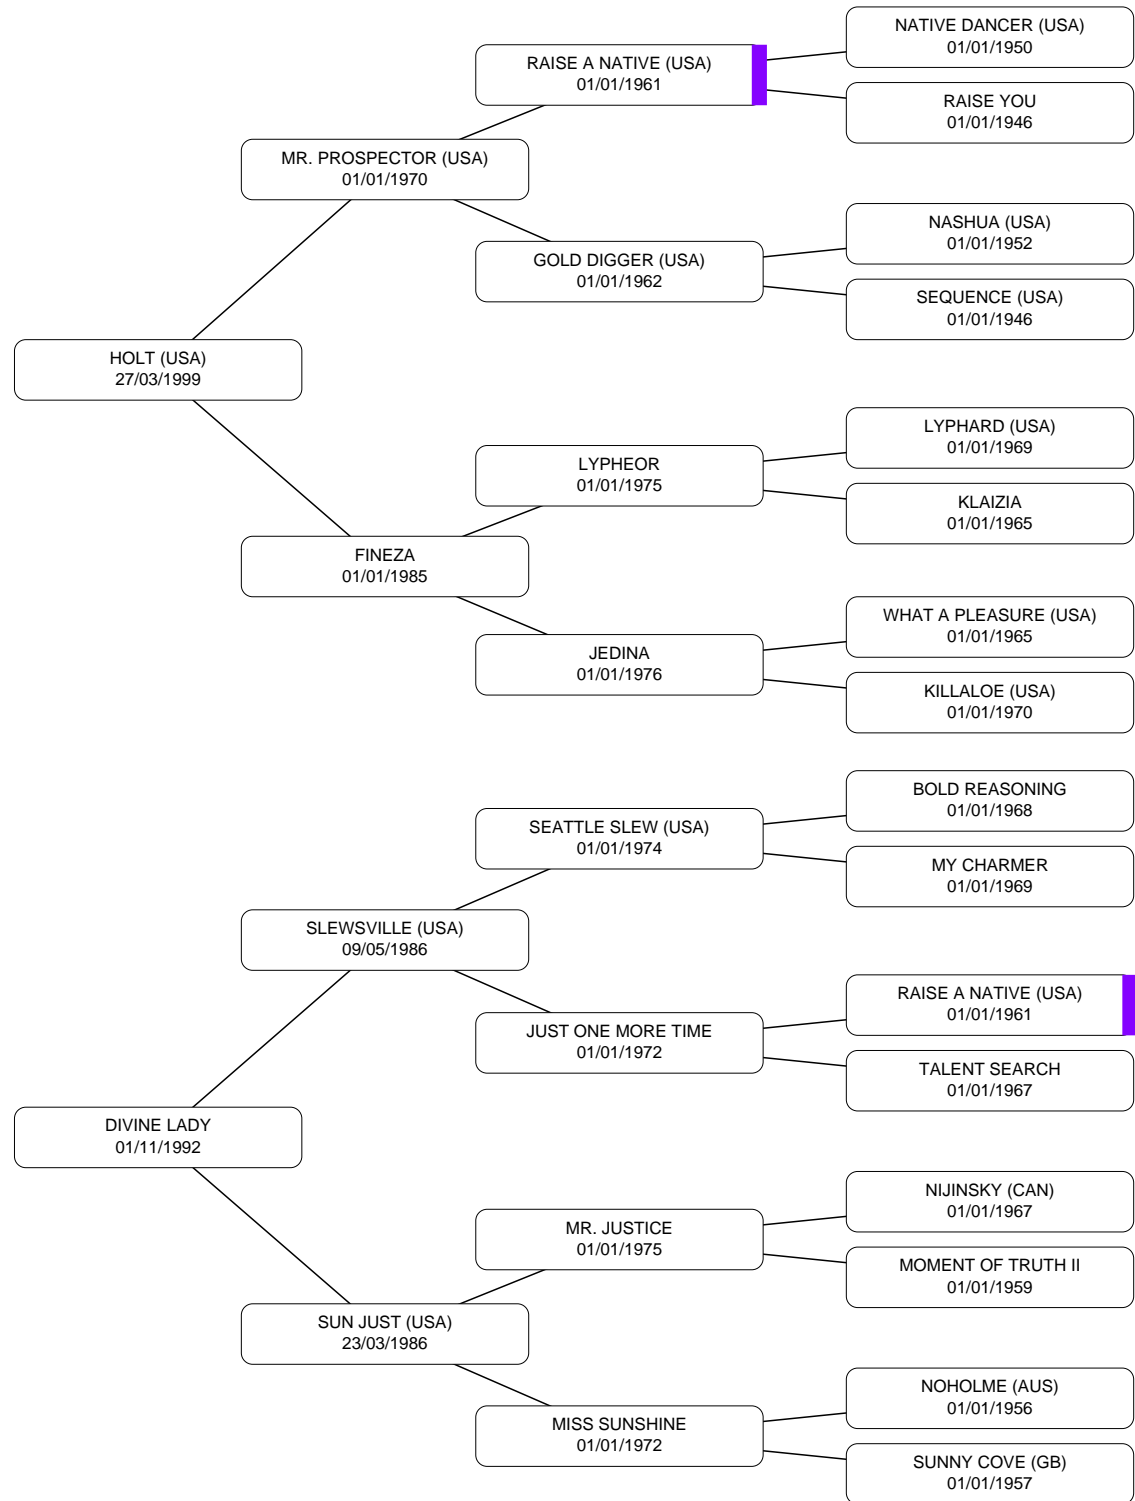 NATIVE DANCER (USA)
01/01/1950
RAISE A NATIVE (USA)
01/01/1961
RAISE YOU
01/01/1946
MR. PROSPECTOR (USA)
01/01/1970
NASHUA (USA)
01/01/1952
GOLD DIGGER (USA)
01/01/1962
SEQUENCE (USA)
01/01/1946
HOLT (USA)
27/03/1999
LYPHARD (USA)
01/01/1969
LYPHEOR
01/01/1975
KLAIZIA
01/01/1965
FINEZA
01/01/1985
WHAT A PLEASURE (USA)
01/01/1965
JEDINA
01/01/1976
KILLALOE (USA)
01/01/1970
BOLD REASONING
01/01/1968
SEATTLE SLEW (USA)
01/01/1974
MY CHARMER
01/01/1969
SLEWSVILLE (USA)
09/05/1986
RAISE A NATIVE (USA)
01/01/1961
JUST ONE MORE TIME
01/01/1972
TALENT SEARCH
01/01/1967
DIVINE LADY
01/11/1992
NIJINSKY (CAN)
01/01/1967
MR. JUSTICE
01/01/1975
MOMENT OF TRUTH II
01/01/1959
SUN JUST (USA)
23/03/1986
NOHOLME (AUS)
01/01/1956
MISS SUNSHINE
01/01/1972
SUNNY COVE (GB)
01/01/1957